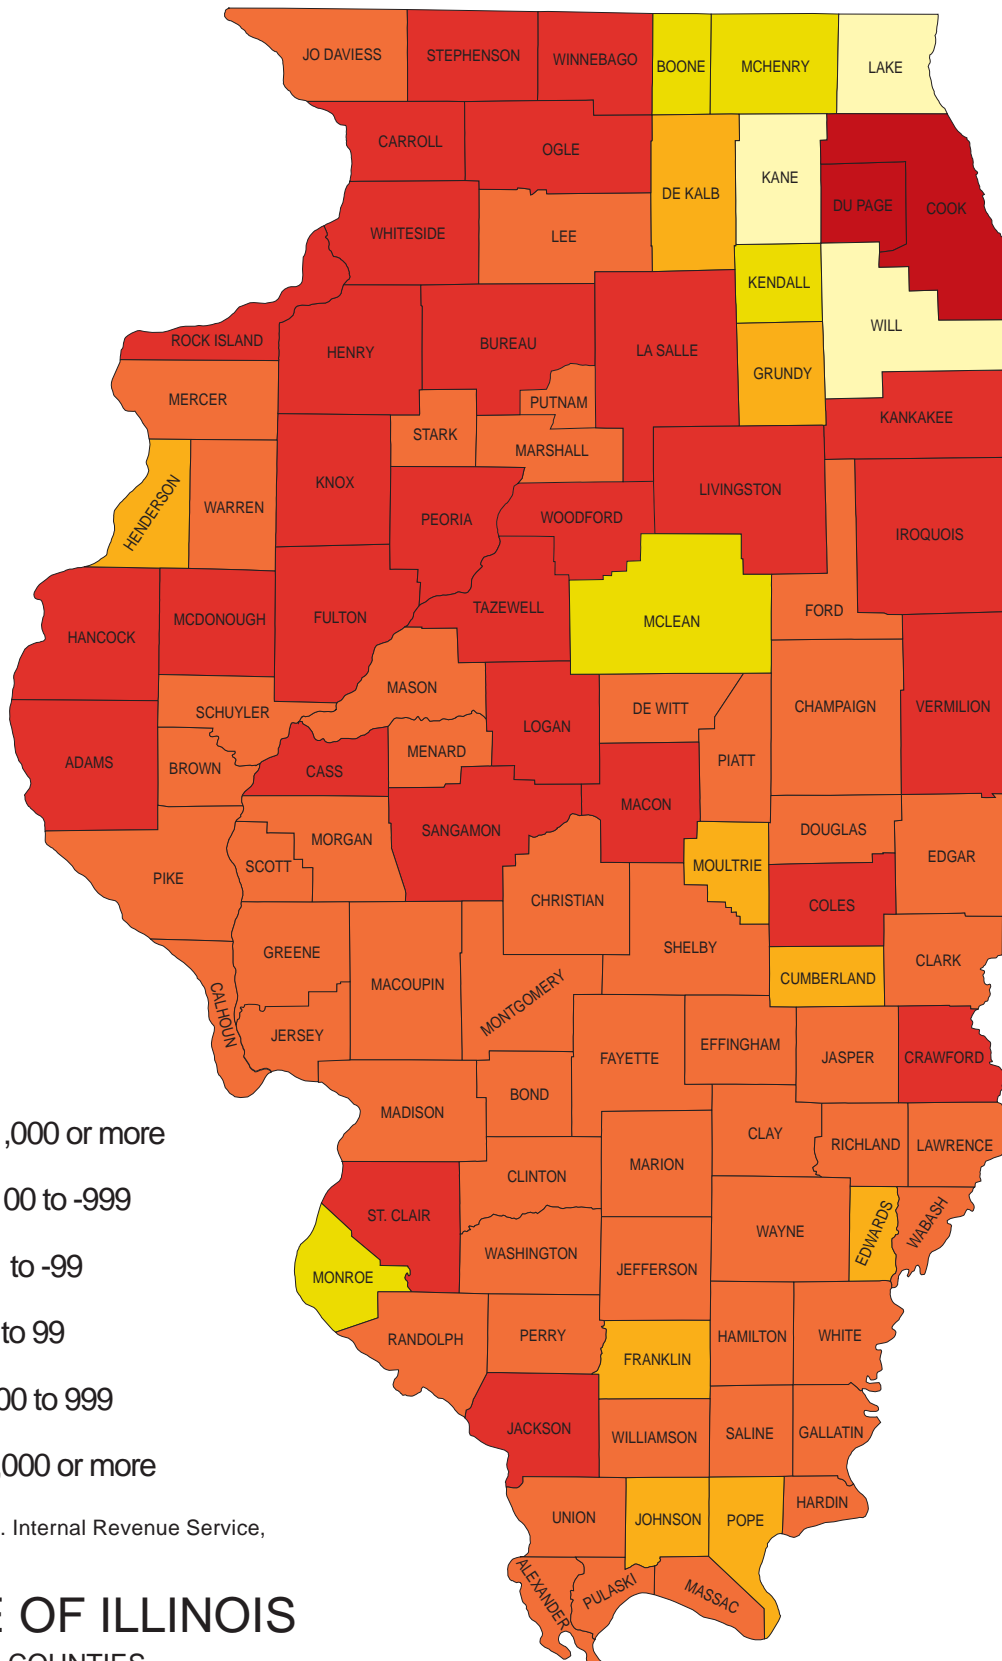 JO DAVIESS
STEPHENSON
WINNEBAGO
BOONE
MCHENRY
LAKE
CARROLL
OGLE
DE KALB
KANE
DU PAGE
COOK
WHITESIDE
LEE
KENDALL
WILL
ROCK ISLAND
HENRY
BUREAU
LA SALLE
GRUNDY
MERCER
PUTNAM
KANKAKEE
STARK
MARSHALL
HENDERSON
WARREN
KNOX
PEORIA
WOODFORD
LIVINGSTON
IROQUOIS
HANCOCK
MCDONOUGH
FULTON
TAZEWELL
MCLEAN
FORD
SCHUYLER
MASON
LOGAN
DE WITT
CHAMPAIGN
VERMILION
ADAMS
BROWN
CASS
MENARD
PIATT
MACON
SANGAMON
MORGAN
SCOTT
PIKE
DOUGLAS
EDGAR
MOULTRIE
COLES
CHRISTIAN
SHELBY
GREENE
MACOUPIN
MONTGOMERY
CUMBERLAND
CLARK
CALHOUN
JERSEY
FAYETTE
EFFINGHAM
JASPER
CRAWFORD
MADISON
BOND
CLAY
RICHLAND
LAWRENCE
,000 or more
CLINTON
MARION
00 to -999
ST. CLAIR
WAYNE
EDWARDS
WABASH
to -99
MONROE
WASHINGTON
JEFFERSON
to 99
RANDOLPH
PERRY
HAMILTON
WHITE
FRANKLIN
00 to 999
JACKSON
WILLIAMSON
SALINE
GALLATIN
,000 or more
UNION
JOHNSON
POPE
HARDIN
. Internal Revenue Service,
ALEXANDER
PULASKI
MASSAC
E OF ILLINOIS
COUNTIES